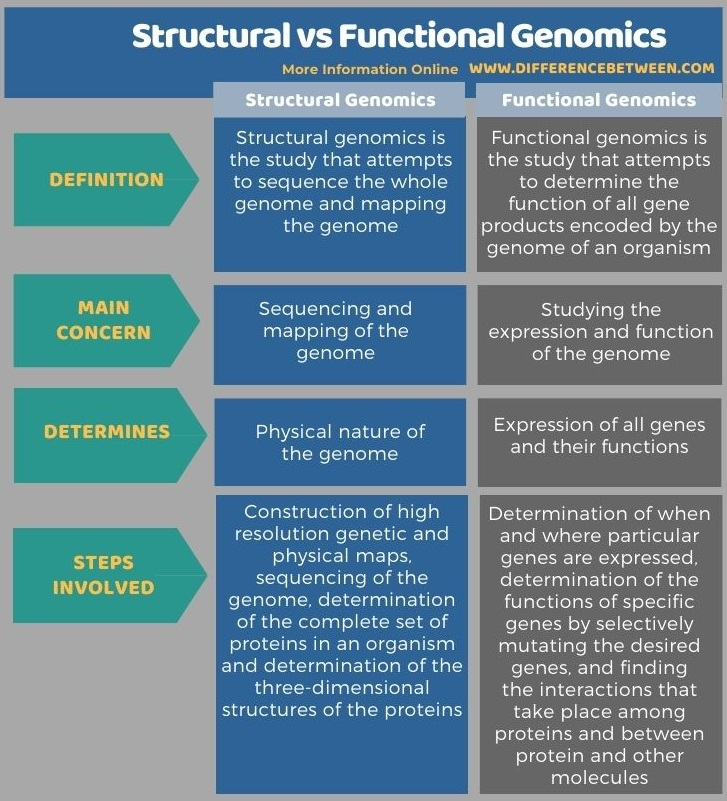 Structural vs Functional Genomics
More Information Online WWW.DIFFERENCEBETWEEN.COM
Structural Genomics
Functional Genomics
DEFINITION
Structural genomics is
the study that attempts
to sequence the whole
genome and mapping
the genome
Functional genomics is
the study that attempts
to determine the
function of all gene
products encoded by the
genome of an organism
MAIN
CONCERN
Sequencing and
mapping of the
genome
Studying the
expression and function
of the genome
DETERMINES
Physical nature of
the genome
Expression of all genes
and their functions
STEPS
INVOLVED
Construction of high
resolution genetic and
physical maps,
sequencing of the
genome, determination
of the complete set of
proteins in an organism
and determination of the
three-dimensional
structures of the proteins
Determination of when
and where particular
genes are expressed,
determination of the
functions of specific
genes by selectively
mutating the desired
genes, and finding
the interactions that
take place among
proteins and between
protein and other
molecules